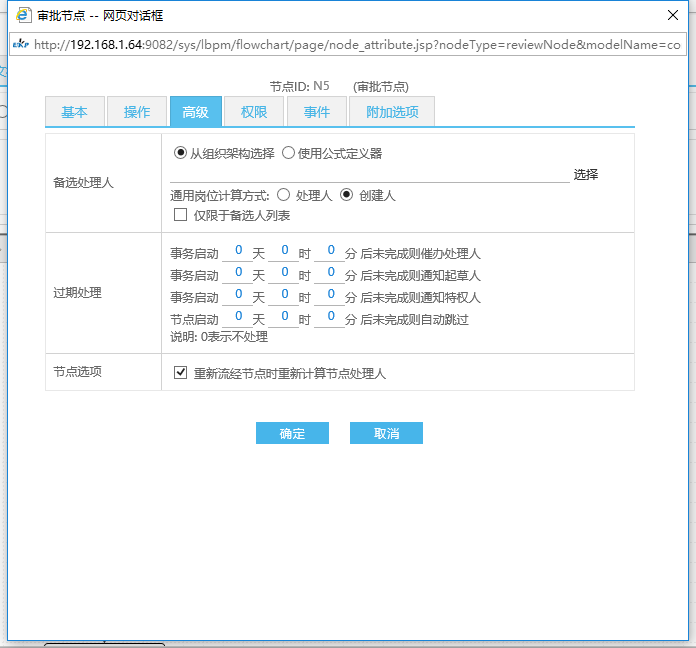 审批节点 -- 网页对话框
http://192.168.1.64:9082/sys/lbpm/flowchart/page/node_attribute.jsp?nodeType=reviewNode&modelName=co
节点ID: N5 (审批节点)
基本 操作 高级 权限 事件 附加选项
备选处理人
从组织架构选择 使用公式定义器
选择
通用岗位计算方式: 处理人 创建人
仅限于备选人列表
过期处理
事务启动 0 天 0 时 0 分 后未完成则催办处理人
事务启动 0 天 0 时 0 分 后未完成则通知起草人
事务启动 0 天 0 时 0 分 后未完成则通知特权人
节点启动 0 天 0 时 0 分 后未完成则自动跳过
说明: 0表示不处理
节点选项
重新流经节点时重新计算节点处理人
确定 取消